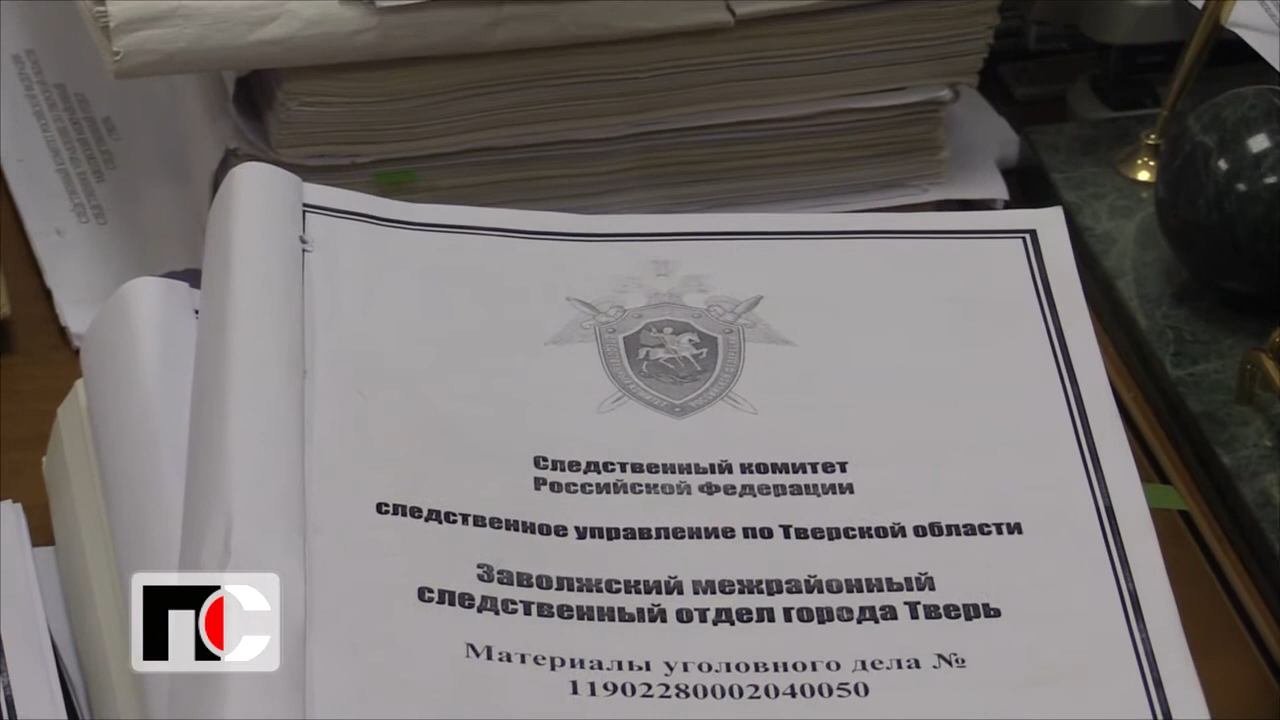 Следственный комитет
Российской Федерации
следственное управление по Тверской области
Заволжский межрайонный
следственный отдел города Тверь
Материалы уголовного дела №
11902280002040050
ПС